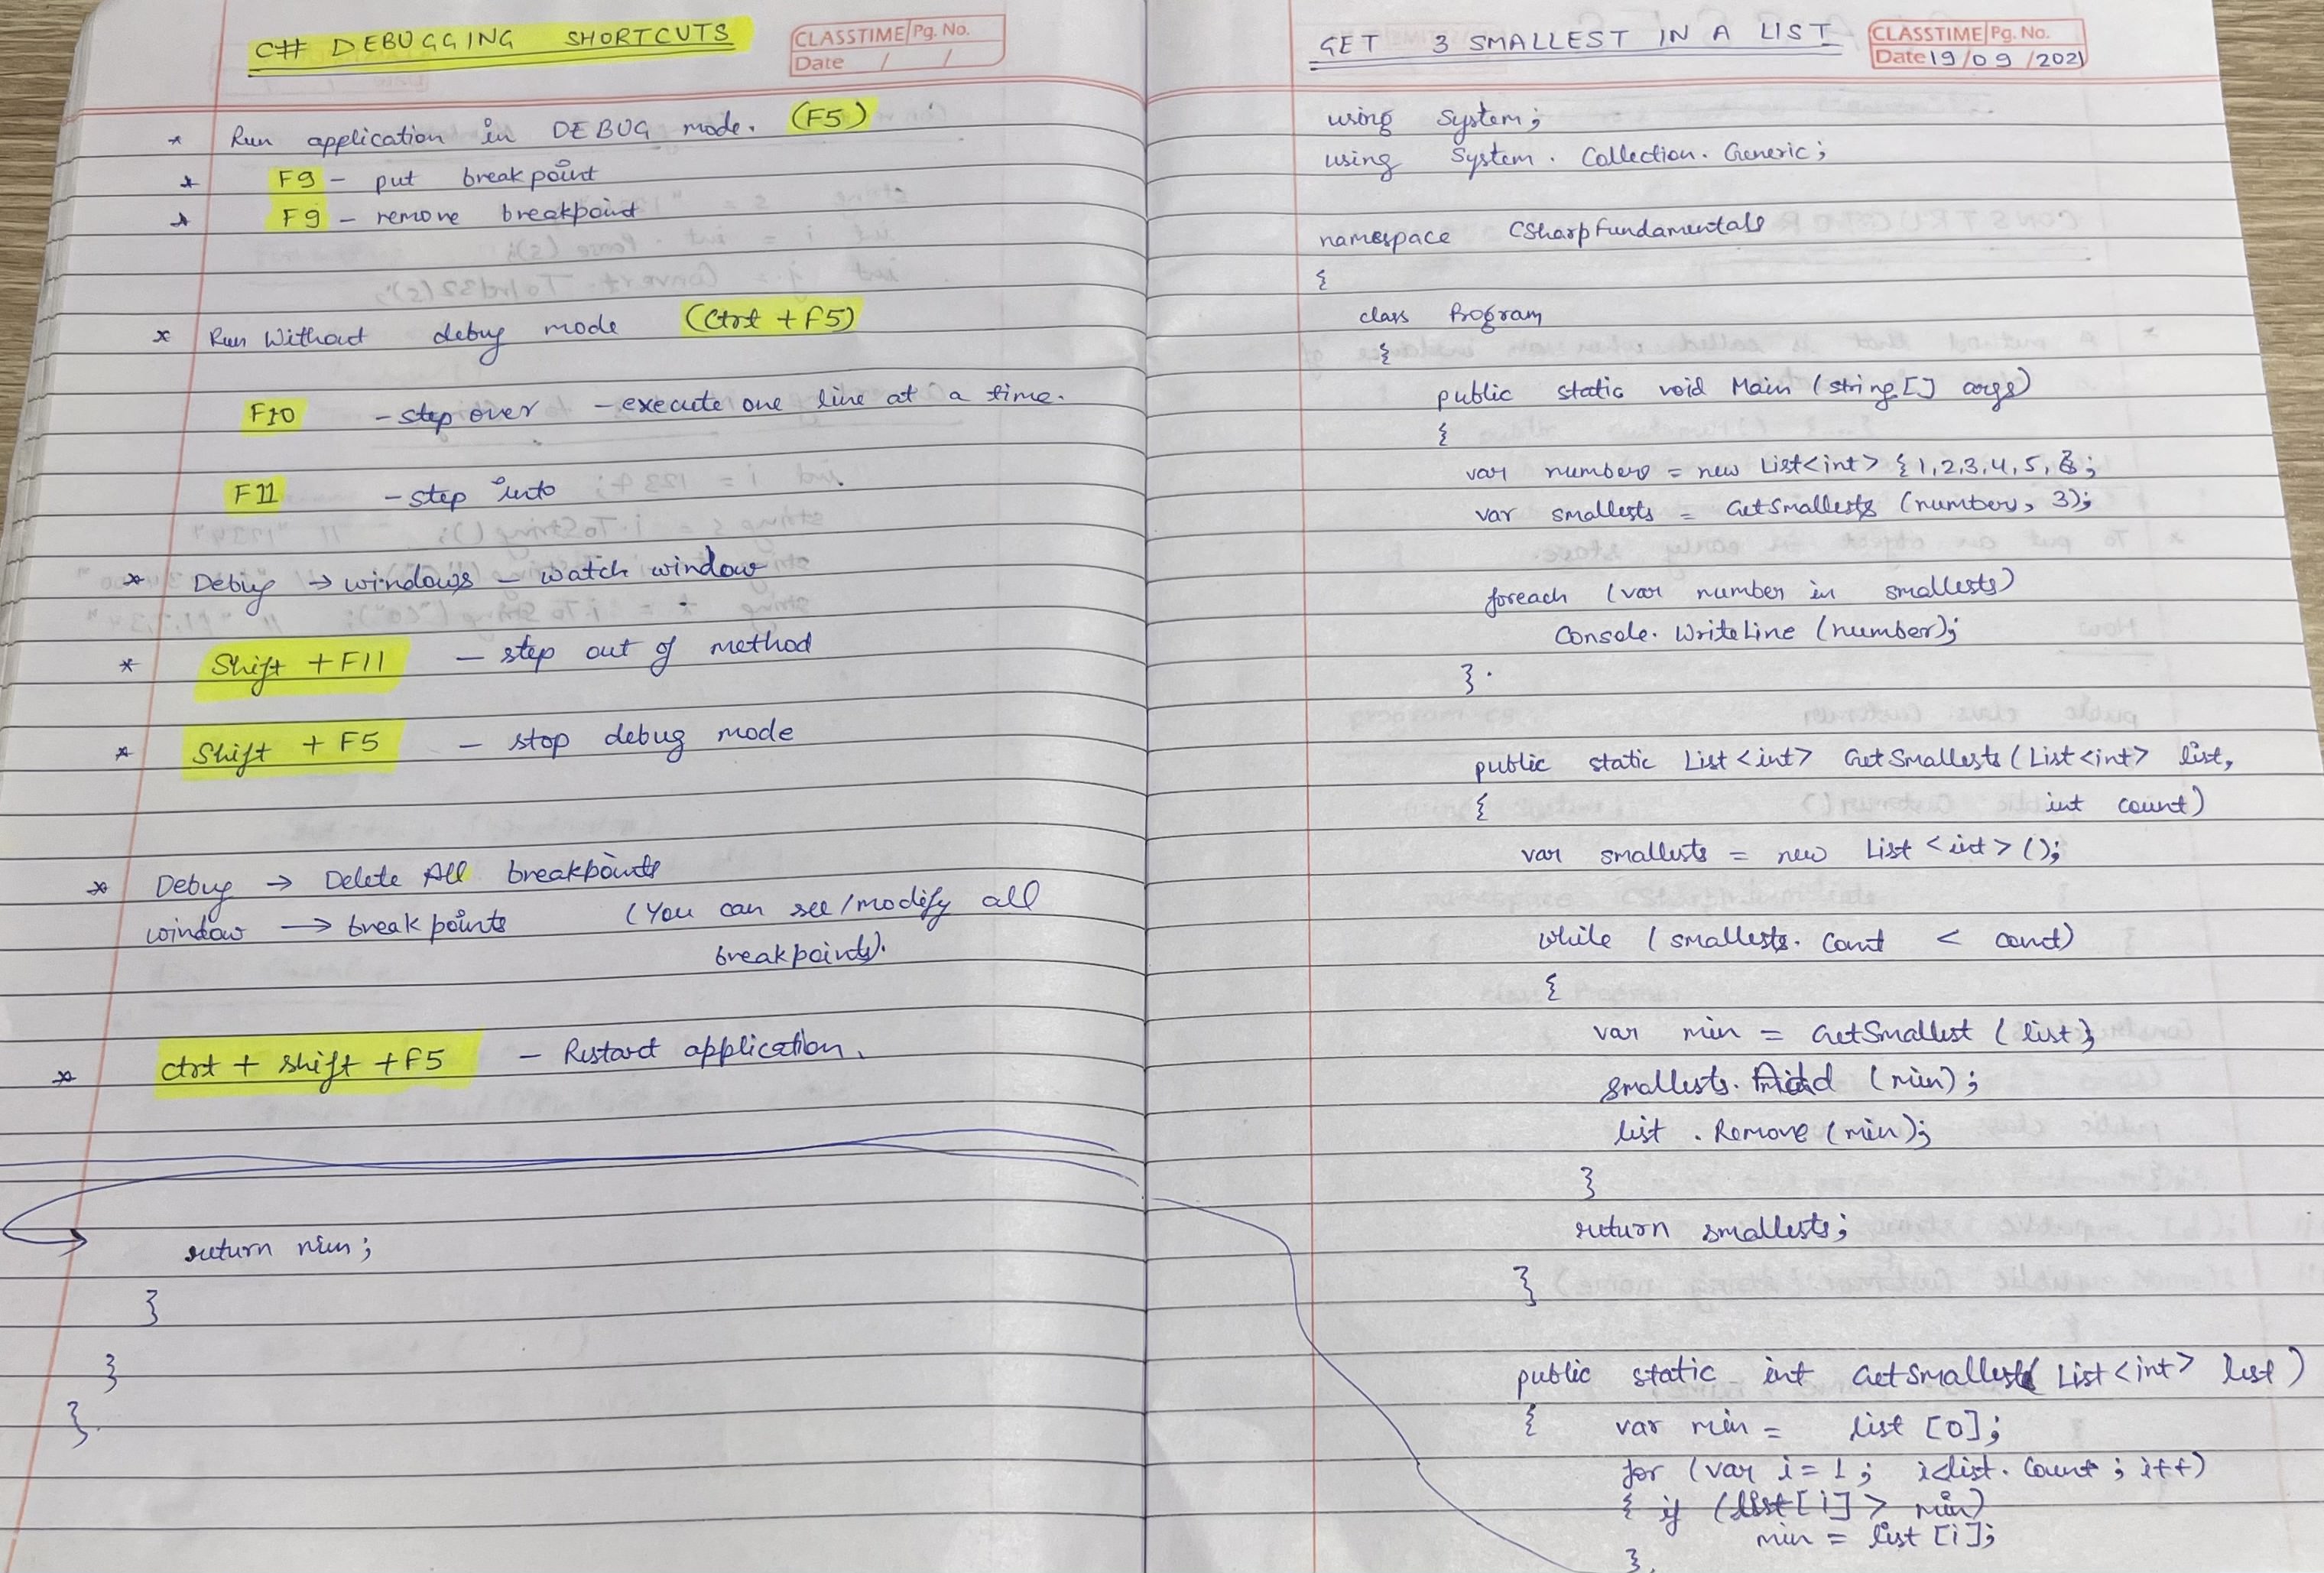 C# DEBUGGING SHORTCUTS
CLASSTIME Pg. No.
Date / /
* Run application in DEBUG mode. (F5)
* F9 - put breakpoint
* F9 - remove breakpoint
* Run Without debug mode (Ctrl + F5)
F10 - step over - execute one line at a time.
F11 - step into
* Debug → windows - watch window
* Shift + F11 - step out of method
* Shift + F5 - stop debug mode
* Debug → Delete All breakpoints
window → breakpoints (You can see/modify all
breakpoints).
* ctrl + shift + F5 - Restart application.
return min;
}
}
}.
GET 3 SMALLEST IN A LIST
CLASSTIME Pg. No.
Date 19/09/2021
using System;
using System. Collection. Generic;
namespace CSharpFundamentals
{
class Program
{
public static void Main (string[] args)
{
var numbers = new List<int> {1,2,3,4,5,6};
var smallests = GetSmallests (numbers, 3);
foreach (var number in smallests)
Console. WriteLine (number);
}.
public static List<int> GetSmallests (List<int> list,
{ int count)
var smallests = new List <int> ();
while (smallests. Count < count)
{
var min = GetSmallest (list);
smallests. Add (min);
list . Remove (min);
}
return smallests;
}
public static int GetSmallest( List<int> list)
{ var min = list [0];
for (var i = 1; i<list. Count; i++)
{ if (list[i] > min)
min = list [i];
}.